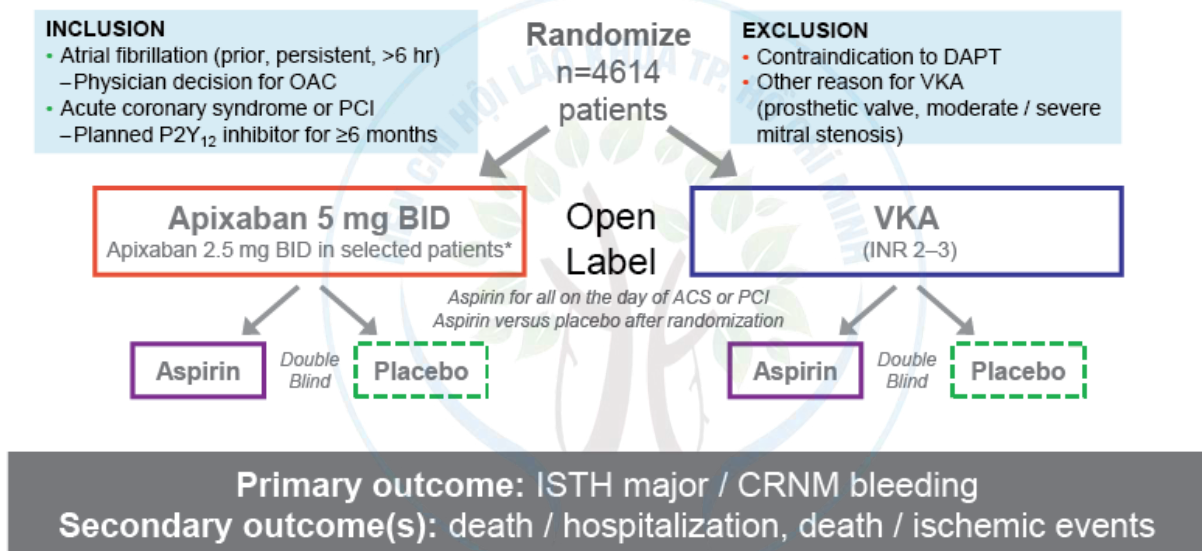 INCLUSION
• Atrial fibrillation (prior, persistent, >6 hr)
–Physician decision for OAC
• Acute coronary syndrome or PCI
–Planned P2Y₁₂ inhibitor for ≥6 months
Randomize
n=4614
patients
EXCLUSION
• Contraindication to DAPT
• Other reason for VKA
(prosthetic valve, moderate / severe
mitral stenosis)
Apixaban 5 mg BID
Apixaban 2.5 mg BID in selected patients*
Open
Label
VKA
(INR 2–3)
Aspirin for all on the day of ACS or PCI
Aspirin versus placebo after randomization
Aspirin
Double
Blind
Placebo
Aspirin
Double
Blind
Placebo
Primary outcome: ISTH major / CRNM bleeding
Secondary outcome(s): death / hospitalization, death / ischemic events